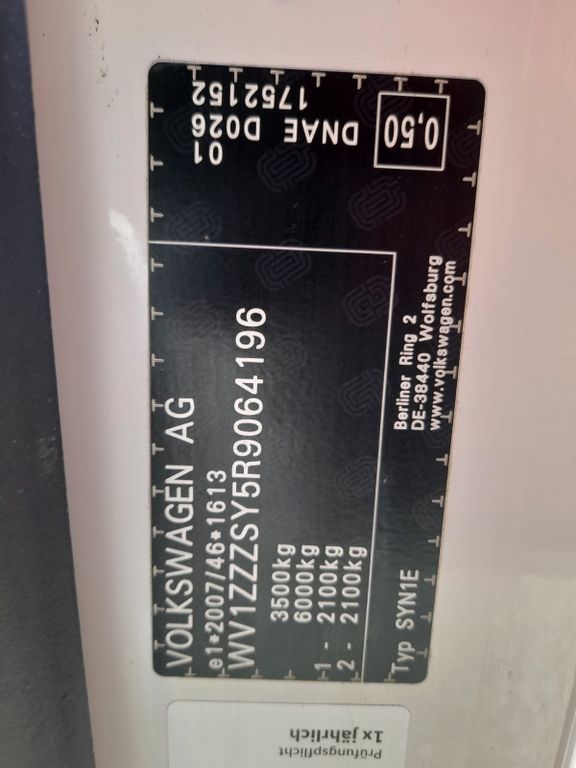 VOLKSWAGEN AG
e1*2007/46*1613
WV1ZZZSY5R9064196
3500kg
6000kg
1 - 2100kg
2 - 2100kg
Typ SYN1E
Berliner Ring 2
DE-38440 Wolfsburg
www.volkswagen.com
0,50
DNAE D026 01
1752152
Prüfungspflicht
1x jährlich